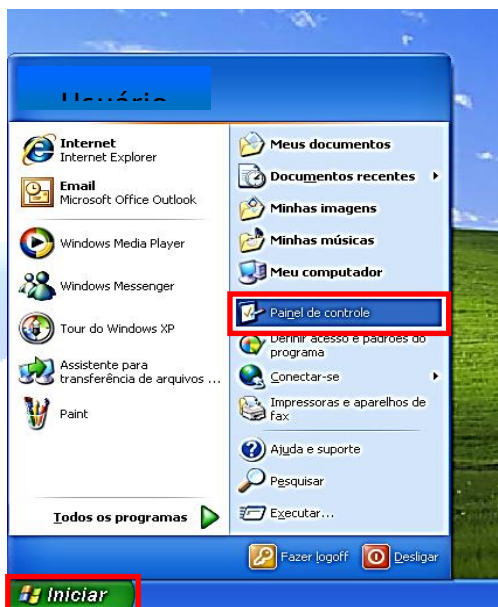 Usuário
Internet
Internet Explorer
Email
Microsoft Office Outlook
Windows Media Player
Windows Messenger
Tour do Windows XP
Assistente para
transferência de arquivos ...
Paint
Todos os programas
Meus documentos
Documentos recentes
Minhas imagens
Minhas músicas
Meu computador
Painel de controle
Definir acesso e padrões do
programa
Conectar-se
Impressoras e aparelhos de
fax
Ajuda e suporte
Pesquisar
Executar...
Fazer logoff
Desligar
Iniciar